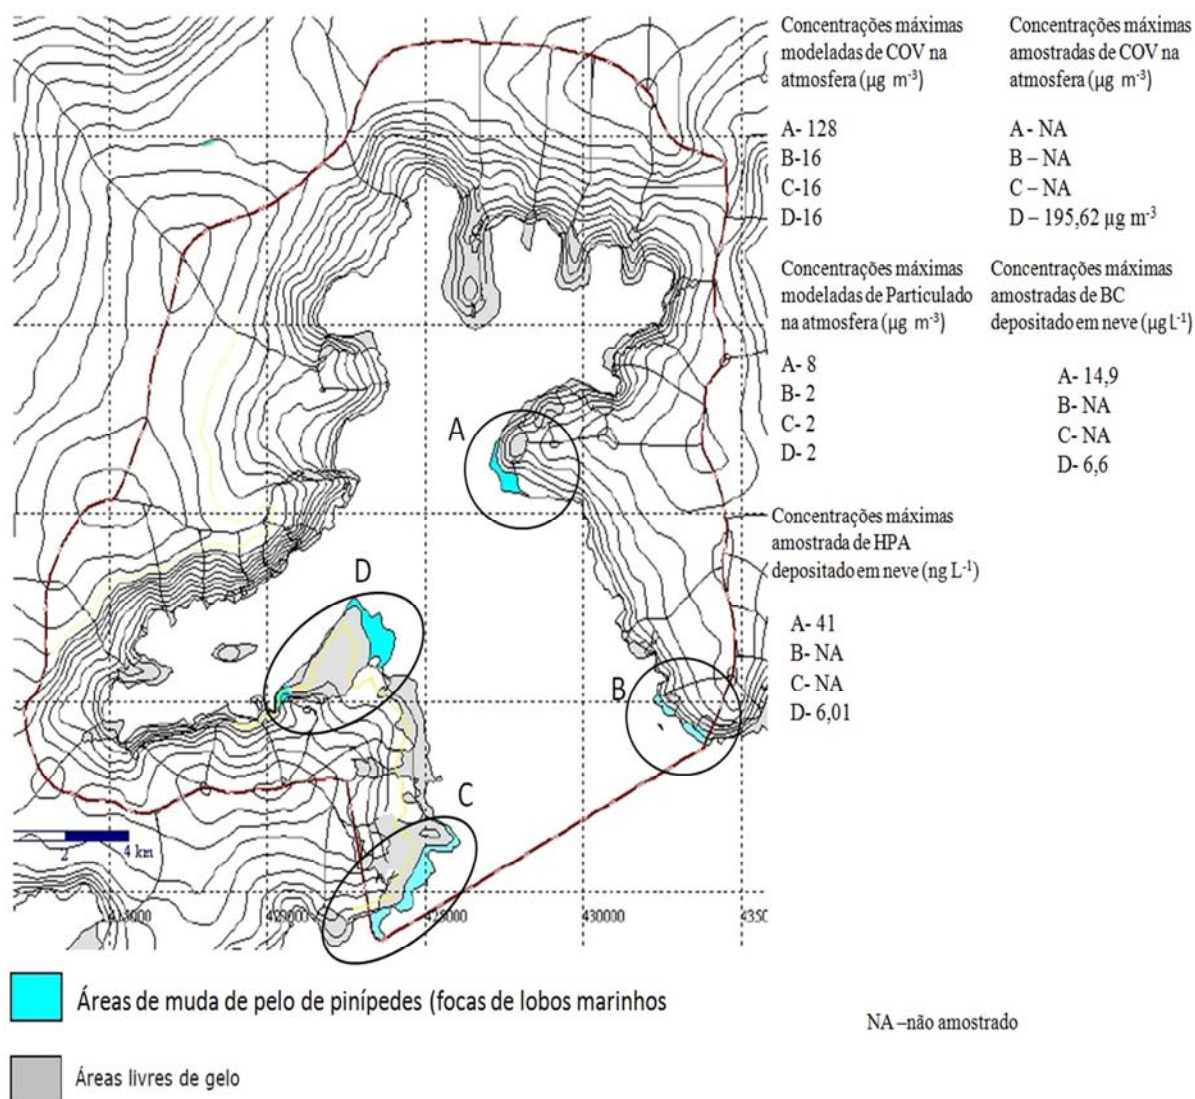 Concentrações máximas
modeladas de COV na
atmosfera (μg m-3)
A- 128
B-16
C-16
D-16
Concentrações máximas
amostradas de COV na
atmosfera (μg m-3)
A - NA
B – NA
C – NA
D – 195,62 μg m-3
Concentrações máximas
modeladas de Particulado
na atmosfera (μg m-3)
A- 8
B- 2
C- 2
D- 2
Concentrações máximas
amostradas de BC
depositado em neve (μg L-1)
A- 14,9
B- NA
C- NA
D- 6,6
Concentrações máximas
amostrada de HPA
depositado em neve (ng L-1)
A- 41
B- NA
C- NA
D- 6,01
A
D
B
C
2
4 km
425000
430000
Áreas de muda de pelo de pinípedes (focas de lobos marinhos
NA –não amostrado
Áreas livres de gelo